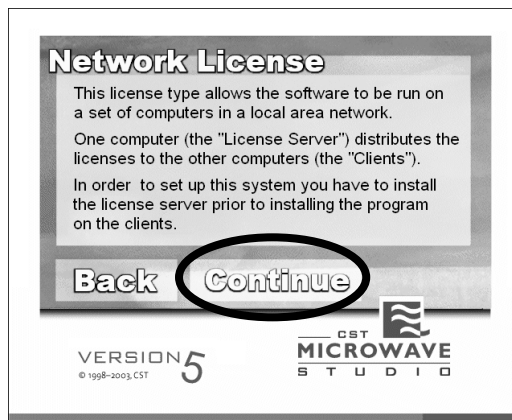 Network License
This license type allows the software to be run on
a set of computers in a local area network.
One computer (the "License Server") distributes the
licenses to the other computers (the "Clients").
In order to set up this system you have to install
the license server prior to installing the program
on the clients.
Back Continue
CST
MICROWAVE
STUDIO
VERSION 5
© 1998–2003, CST